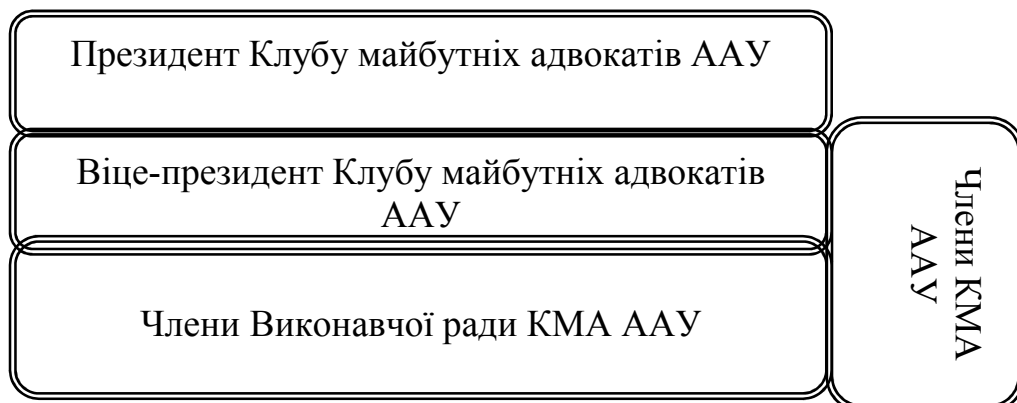 Президент Клубу майбутніх адвокатів ААУ
Віце-президент Клубу майбутніх адвокатів
ААУ
Члени Виконавчої ради КМА ААУ
Члени КМА
ААУ